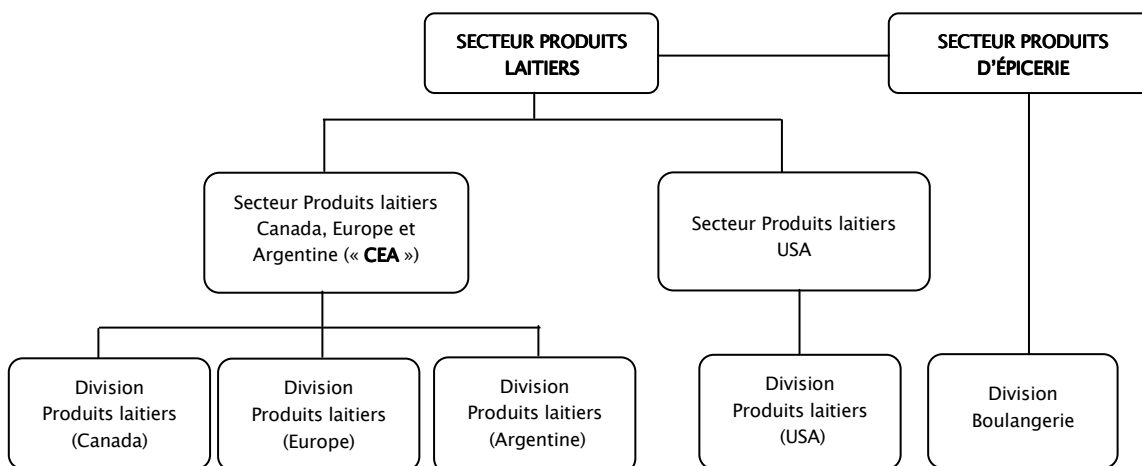 SECTEUR PRODUITS
LAITIERS
SECTEUR PRODUITS
D'ÉPICERIE
Secteur Produits laitiers
Canada, Europe et
Argentine (« CEA »)
Secteur Produits laitiers
USA
Division
Produits laitiers
(Canada)
Division
Produits laitiers
(Europe)
Division
Produits laitiers
(Argentine)
Division
Produits laitiers
(USA)
Division
Boulangerie